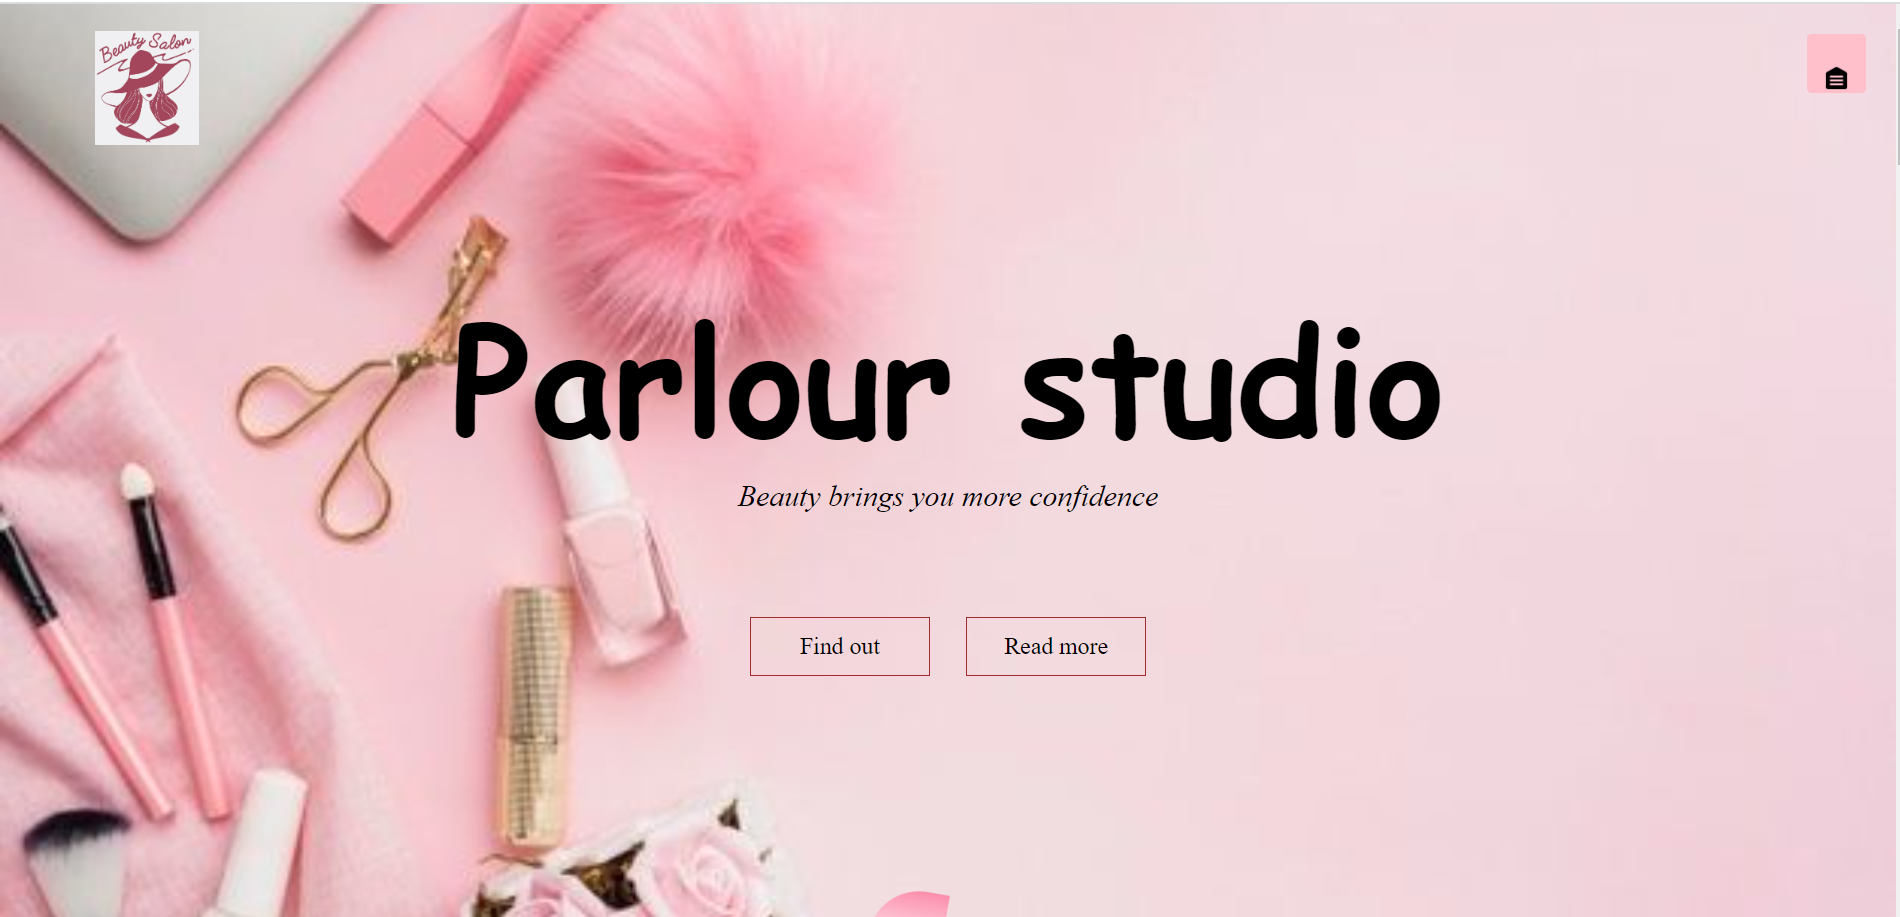 Beauty Salon
Parlour studio
Beauty brings you more confidence
Find out
Read more